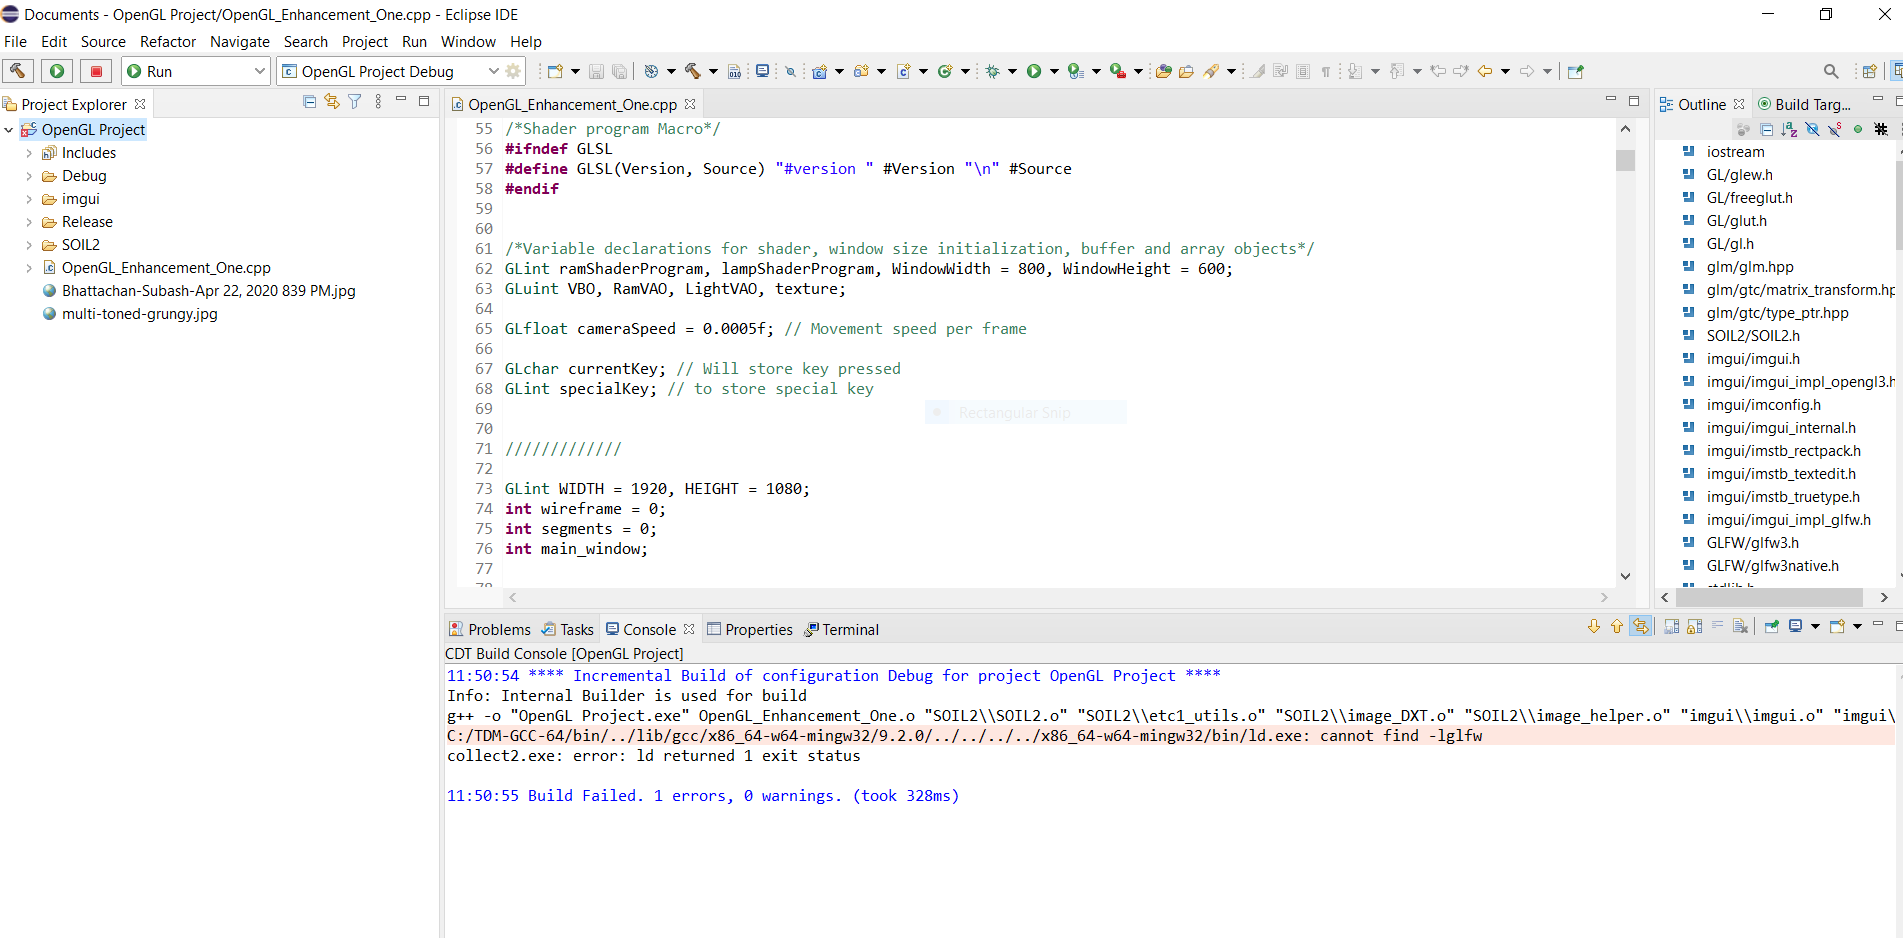 Documents - OpenGL Project/OpenGL_Enhancement_One.cpp - Eclipse IDE
File Edit Source Refactor Navigate Search Project Run Window Help
Run
OpenGL Project Debug
Project Explorer
OpenGL Project
Includes
Debug
imgui
Release
SOIL2
OpenGL_Enhancement_One.cpp
Bhattachan-Subash-Apr 22, 2020 839 PM.jpg
multi-toned-grungy.jpg
OpenGL_Enhancement_One.cpp
55 /*Shader program Macro*/
56 #ifndef GLSL
57 #define GLSL(Version, Source) "#version " #Version "\n" #Source
58 #endif
59
60
61 /*Variable declarations for shader, window size initialization, buffer and array objects*/
62 GLint ramShaderProgram, lampShaderProgram, WindowWidth = 800, WindowHeight = 600;
63 GLuint VBO, RamVAO, LightVAO, texture;
64
65 GLfloat cameraSpeed = 0.0005f; // Movement speed per frame
66
67 GLchar currentKey; // Will store key pressed
68 GLint specialKey; // to store special key
69
Rectangular Snip
70
71 /////////////
72
73 GLint WIDTH = 1920, HEIGHT = 1080;
74 int wireframe = 0;
75 int segments = 0;
76 int main_window;
77
Outline
Build Targ...
iostream
GL/glew.h
GL/freeglut.h
GL/glut.h
GL/gl.h
glm/glm.hpp
glm/gtc/matrix_transform.hp
glm/gtc/type_ptr.hpp
SOIL2/SOIL2.h
imgui/imgui.h
imgui/imgui_impl_opengl3.h
imgui/imconfig.h
imgui/imgui_internal.h
imgui/imstb_rectpack.h
imgui/imstb_textedit.h
imgui/imstb_truetype.h
imgui/imgui_impl_glfw.h
GLFW/glfw3.h
GLFW/glfw3native.h
Problems Tasks Console Properties Terminal
CDT Build Console [OpenGL Project]
11:50:54 **** Incremental Build of configuration Debug for project OpenGL Project ****
Info: Internal Builder is used for build
g++ -o "OpenGL Project.exe" OpenGL_Enhancement_One.o "SOIL2\\SOIL2.o" "SOIL2\\etc1_utils.o" "SOIL2\\image_DXT.o" "SOIL2\\image_helper.o" "imgui\\imgui.o" "imgui\
C:/TDM-GCC-64/bin/../lib/gcc/x86_64-w64-mingw32/9.2.0/../../../../x86_64-w64-mingw32/bin/ld.exe: cannot find -lglfw
collect2.exe: error: ld returned 1 exit status
11:50:55 Build Failed. 1 errors, 0 warnings. (took 328ms)